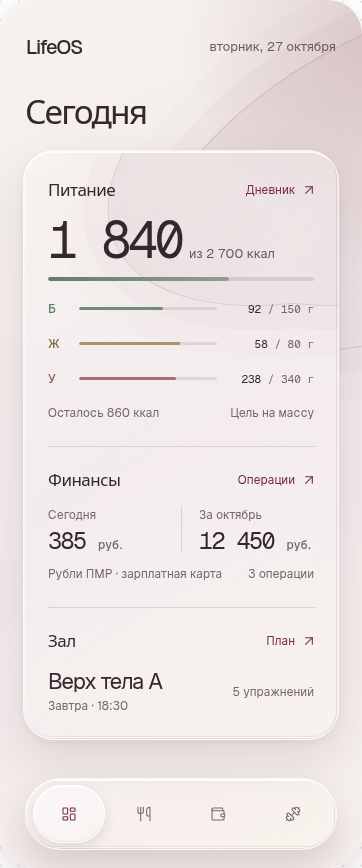 LifeOS вторник, 27 октября
Сегодня
Питание Дневник
1 840 из 2 700 ккал
Б 92 / 150 г
Ж 58 / 80 г
У 238 / 340 г
Осталось 860 ккал Цель на массу
Финансы Операции
Сегодня За октябрь
385 руб. 12 450 руб.
Рубли ПМР · зарплатная карта 3 операции
Зал План
Верх тела А 5 упражнений
Завтра · 18:30